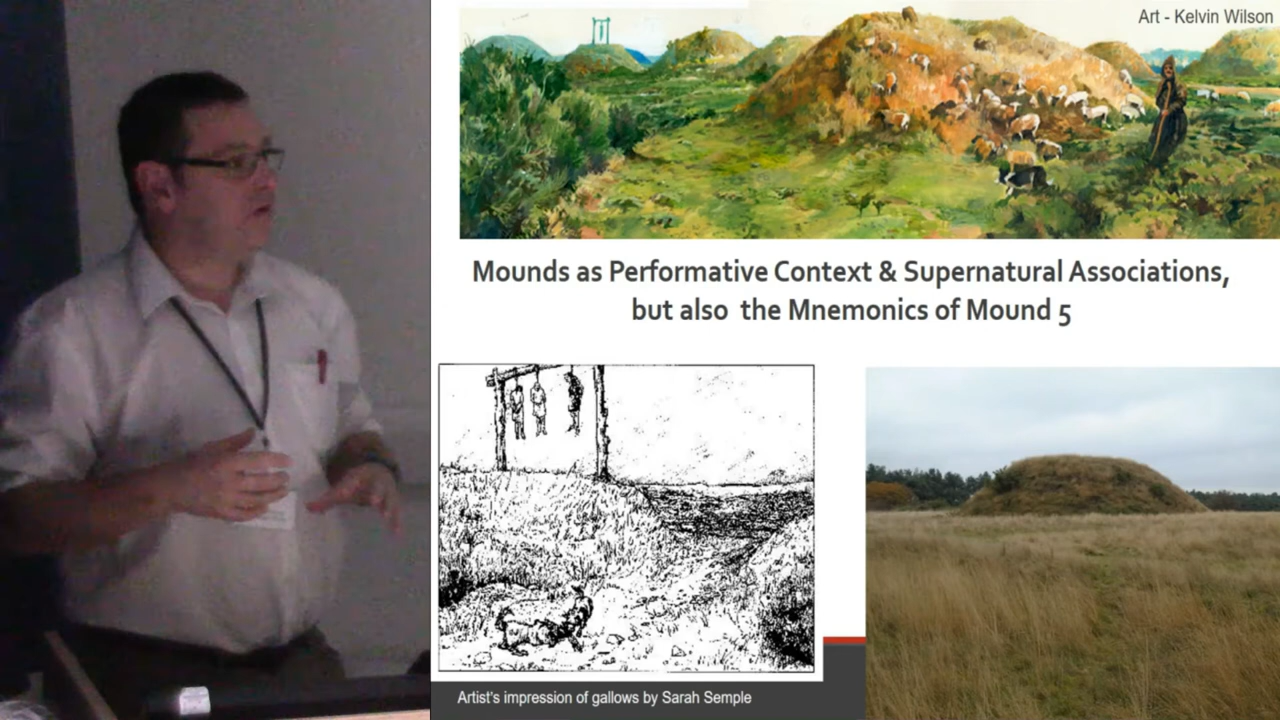 Art - Kelvin Wilson
Mounds as Performative Context & Supernatural Associations,
but also the Mnemonics of Mound 5
Artist's impression of gallows by Sarah Semple